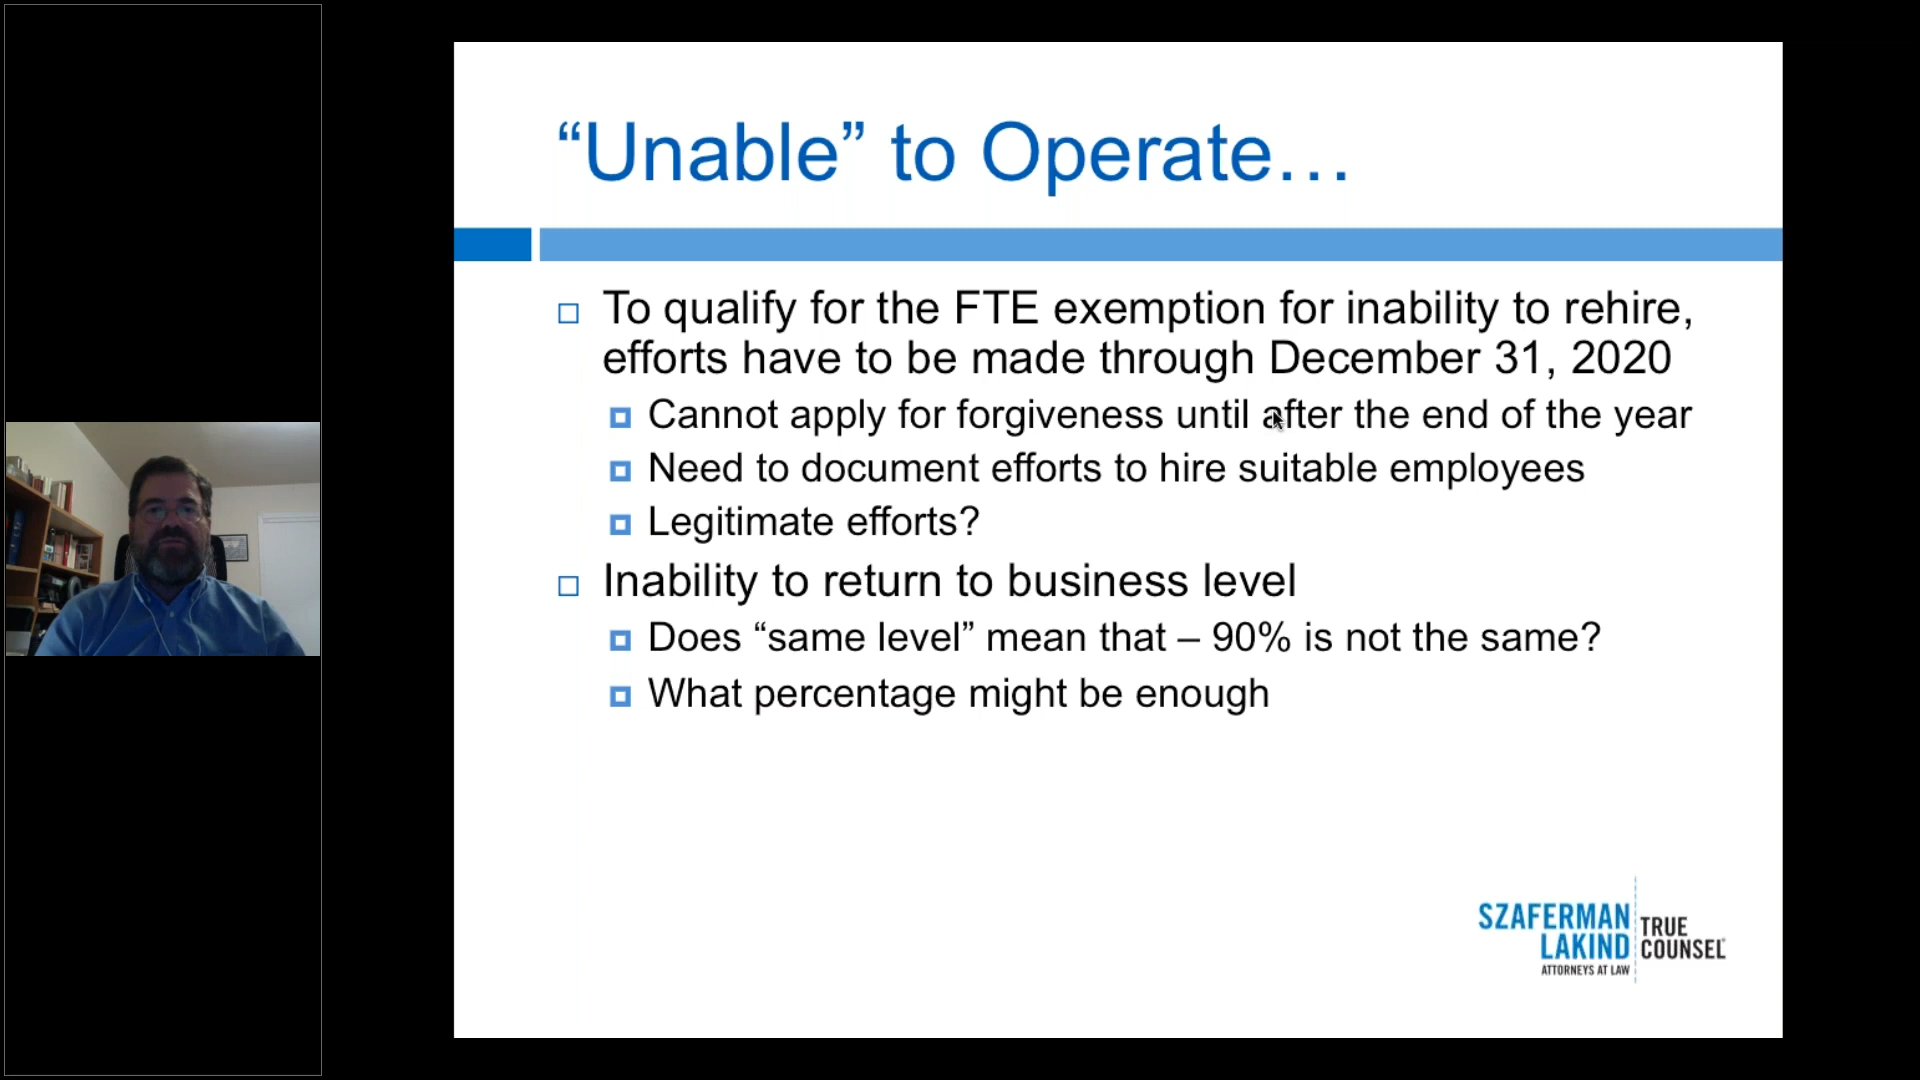 “Unable” to Operate…
To qualify for the FTE exemption for inability to rehire,
efforts have to be made through December 31, 2020
Cannot apply for forgiveness until after the end of the year
Need to document efforts to hire suitable employees
Legitimate efforts?
Inability to return to business level
Does “same level” mean that – 90% is not the same?
What percentage might be enough
SZAFERMAN
LAKIND
ATTORNEYS AT LAW
TRUE
COUNSEL